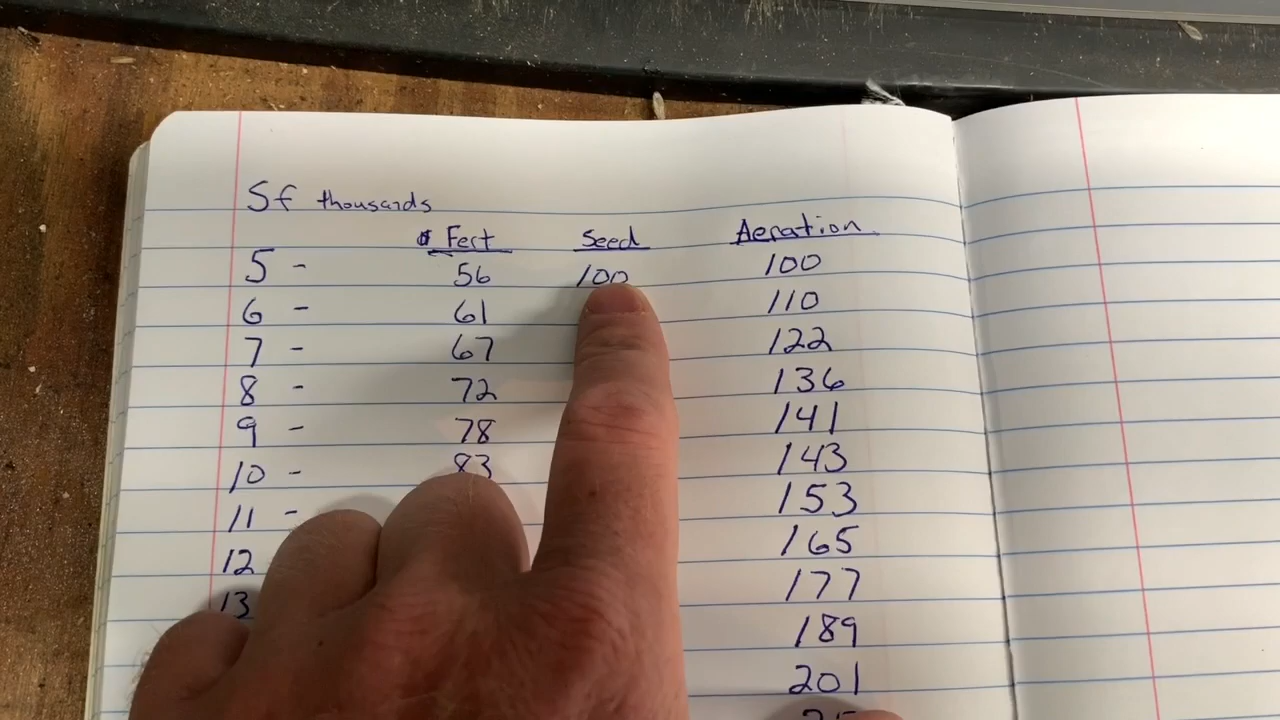 Sf thousands
$ Fert Seed Aeration
5 - 56 100 100
6 - 61 110
7 - 67 122
8 - 72 136
9 - 78 141
10 - 83 143
11 - 153
12 165
13 177
189
201